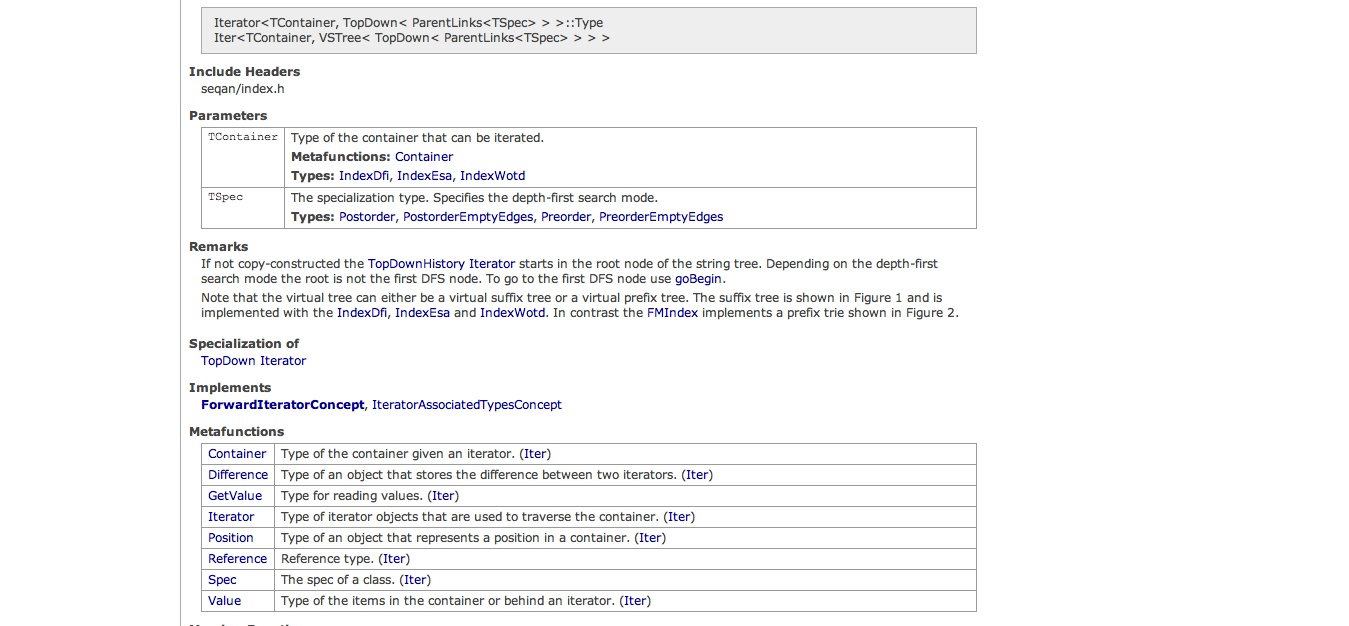 Iterator<TContainer, TopDown< ParentLinks<TSpec> > >::Type
Iter<TContainer, VSTree< TopDown< ParentLinks<TSpec> > > >
Include Headers
seqan/index.h
Parameters
TContainer Type of the container that can be iterated.
Metafunctions: Container
Types: IndexDfi, IndexEsa, IndexWotd
TSpec The specialization type. Specifies the depth-first search mode.
Types: Postorder, PostorderEmptyEdges, Preorder, PreorderEmptyEdges
Remarks
If not copy-constructed the TopDownHistory Iterator starts in the root node of the string tree. Depending on the depth-first
search mode the root is not the first DFS node. To go to the first DFS node use goBegin.
Note that the virtual tree can either be a virtual suffix tree or a virtual prefix tree. The suffix tree is shown in Figure 1 and is
implemented with the IndexDfi, IndexEsa and IndexWotd. In contrast the FMIndex implements a prefix trie shown in Figure 2.
Specialization of
TopDown Iterator
Implements
ForwardIteratorConcept, IteratorAssociatedTypesConcept
Metafunctions
Container Type of the container given an iterator. (Iter)
Difference Type of an object that stores the difference between two iterators. (Iter)
GetValue Type for reading values. (Iter)
Iterator Type of iterator objects that are used to traverse the container. (Iter)
Position Type of an object that represents a position in a container. (Iter)
Reference Reference type. (Iter)
Spec The spec of a class. (Iter)
Value Type of the items in the container or behind an iterator. (Iter)